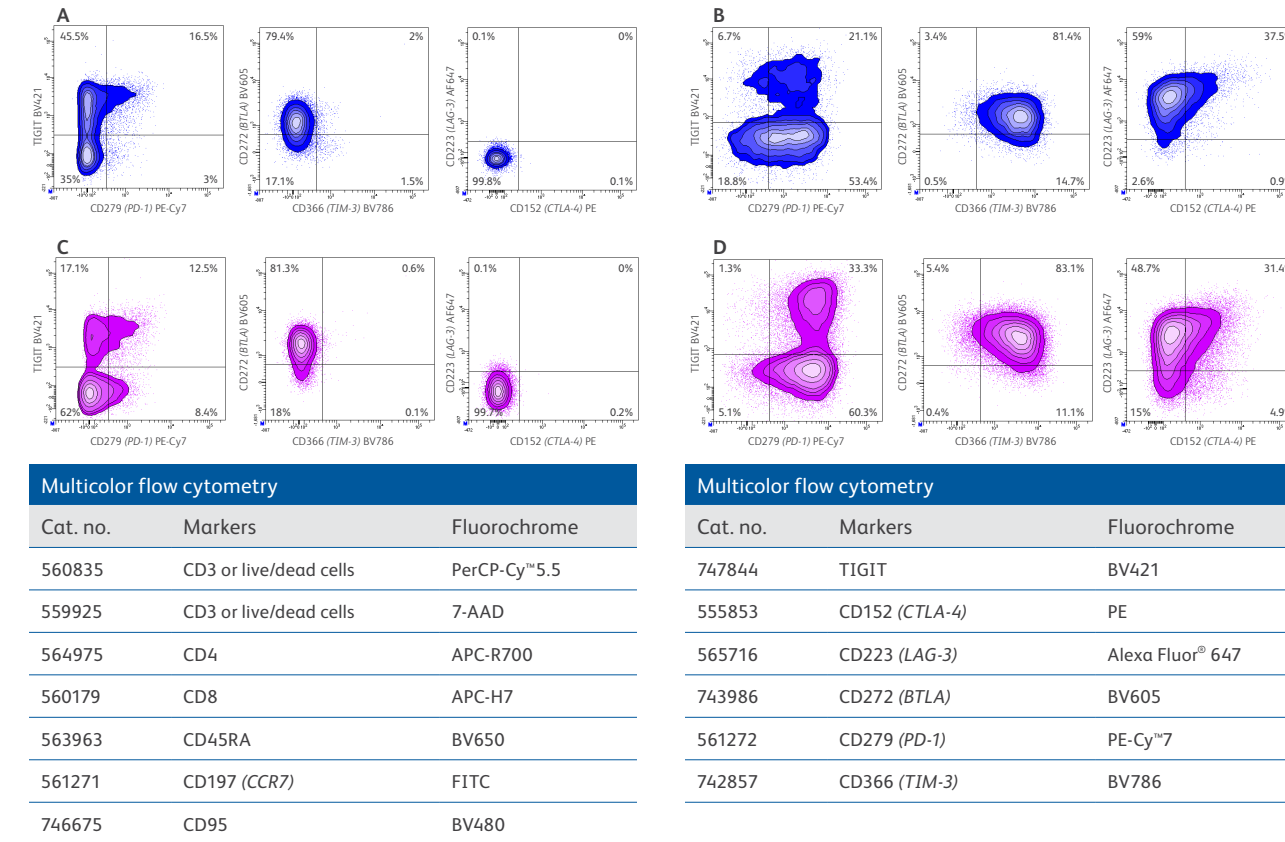 A
45.5%
16.5%
35%
3%
TIGIT BV421
CD279 (PD-1) PE-Cy7
79.4%
2%
17.1%
1.5%
CD272 (BTLA) BV605
CD366 (TIM-3) BV786
0.1%
0%
99.8%
0.1%
CD223 (LAG-3) AF647
CD152 (CTLA-4) PE
B
6.7%
21.1%
18.8%
53.4%
TIGIT BV421
CD279 (PD-1) PE-Cy7
3.4%
81.4%
0.5%
14.7%
CD272 (BTLA) BV605
CD366 (TIM-3) BV786
59%
37.5
2.6%
0.9
CD223 (LAG-3) AF647
CD152 (CTLA-4) PE
C
17.1%
12.5%
62%
8.4%
TIGIT BV421
CD279 (PD-1) PE-Cy7
81.3%
0.6%
18%
0.1%
CD272 (BTLA) BV605
CD366 (TIM-3) BV786
0.1%
0%
0.2%
CD223 (LAG-3) AF647
CD152 (CTLA-4) PE
D
1.3%
33.3%
5.1%
60.3%
TIGIT BV421
CD279 (PD-1) PE-Cy7
5.4%
83.1%
0.4%
11.1%
CD272 (BTLA) BV605
CD366 (TIM-3) BV786
48.7%
31.4
15%
4.9
CD223 (LAG-3) AF647
CD152 (CTLA-4) PE
Multicolor flow cytometry
Cat. no. Markers Fluorochrome
560835 CD3 or live/dead cells PerCP-Cy™5.5
559925 CD3 or live/dead cells 7-AAD
564975 CD4 APC-R700
560179 CD8 APC-H7
563963 CD45RA BV650
561271 CD197 (CCR7) FITC
746675 CD95 BV480
Multicolor flow cytometry
Cat. no. Markers Fluorochrome
747844 TIGIT BV421
555853 CD152 (CTLA-4) PE
565716 CD223 (LAG-3) Alexa Fluor® 647
743986 CD272 (BTLA) BV605
561272 CD279 (PD-1) PE-Cy™7
742857 CD366 (TIM-3) BV786